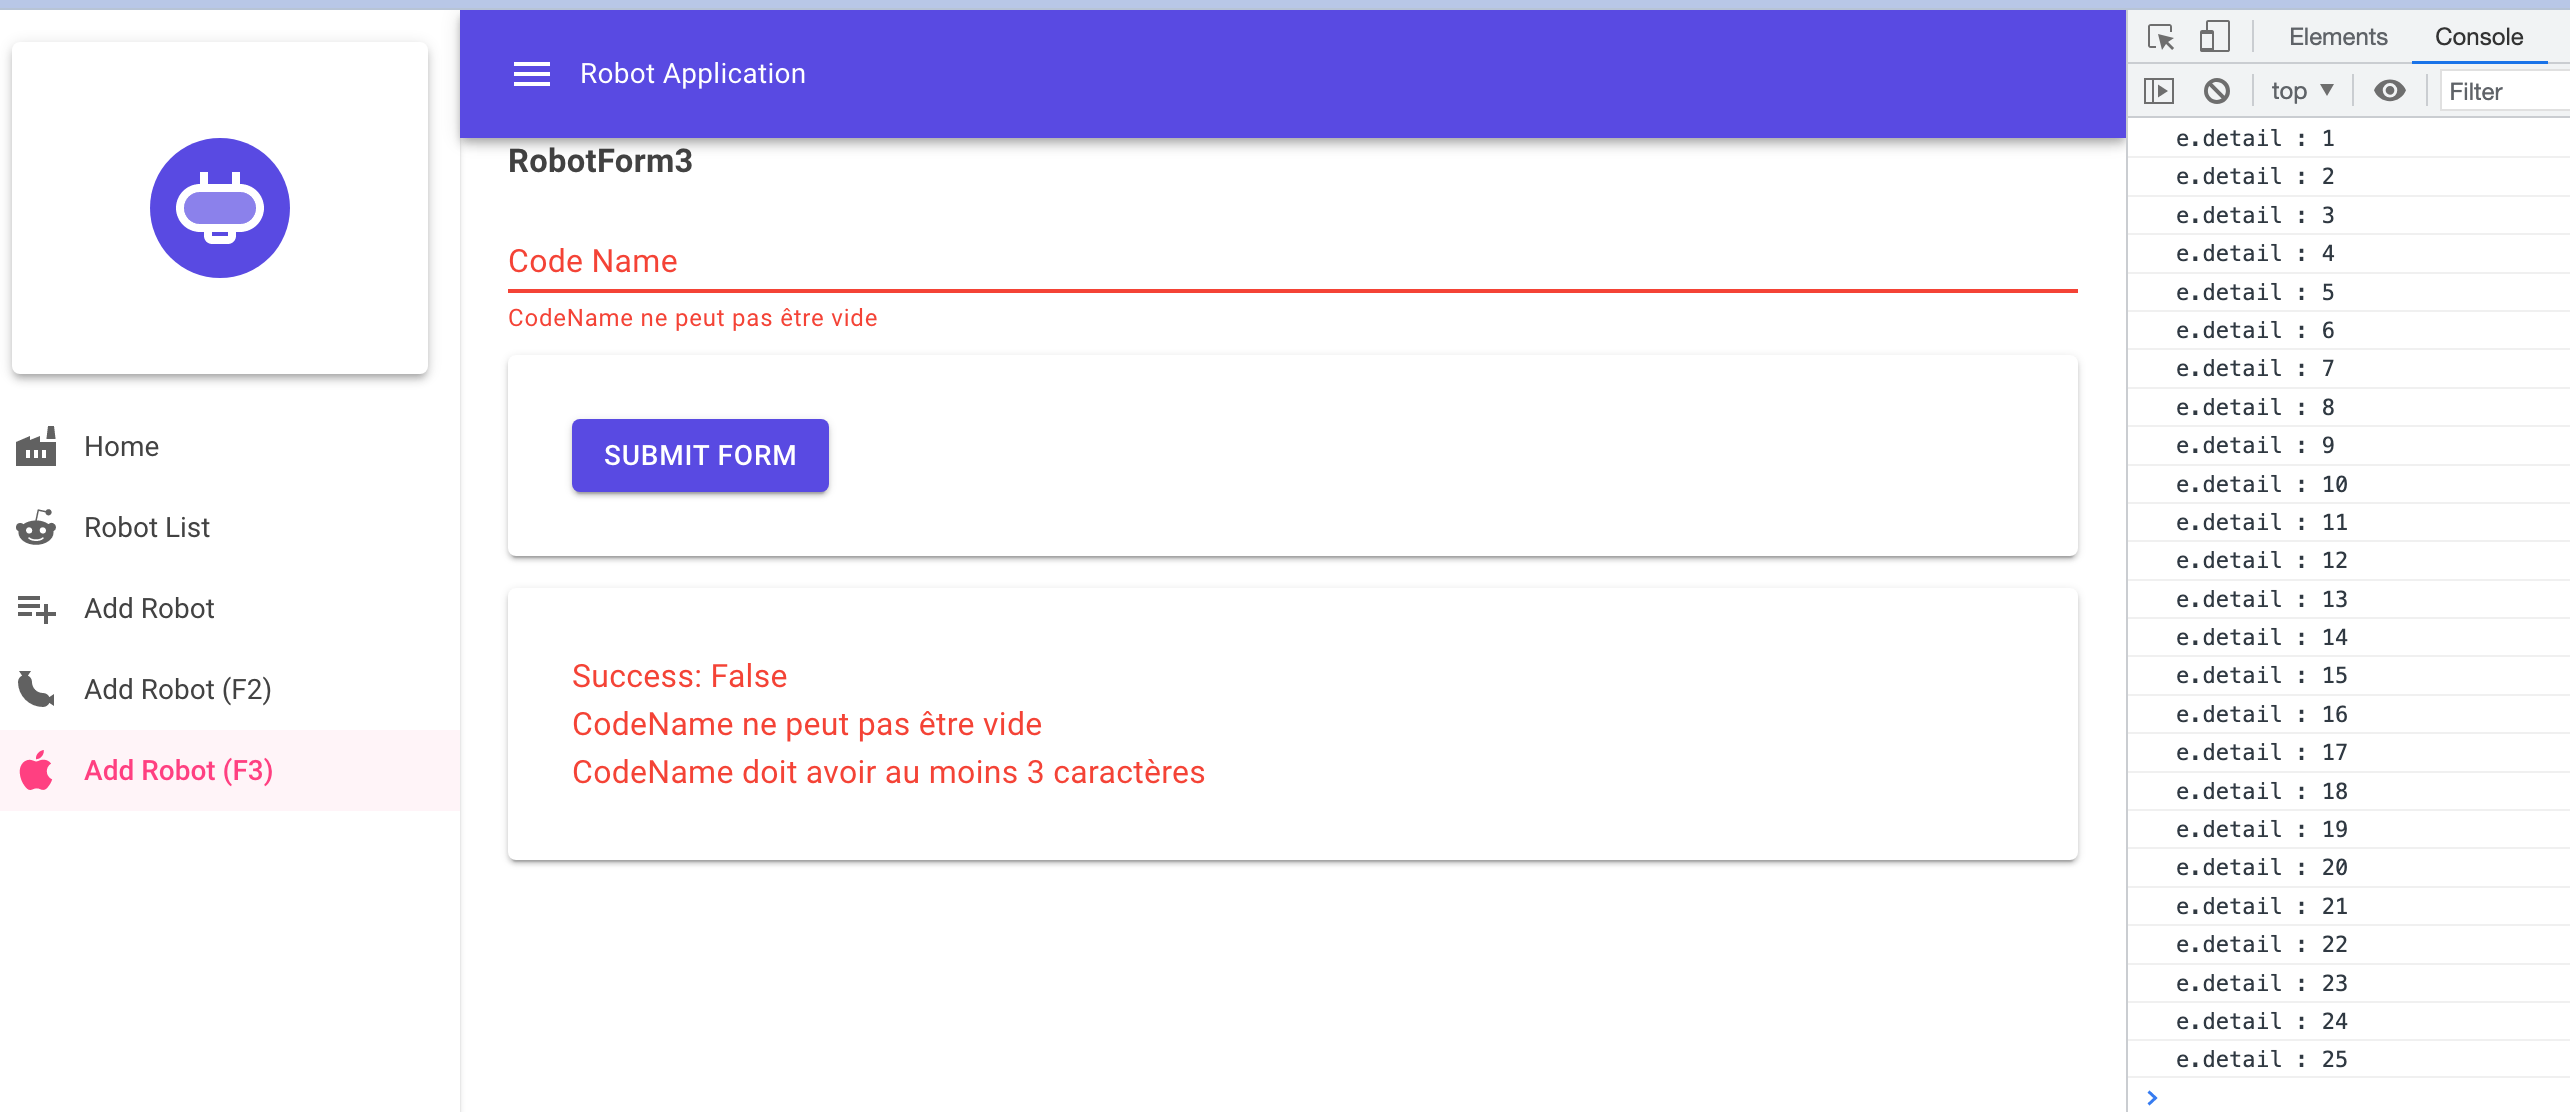 Home
Robot List
Add Robot
Add Robot (F2)
Add Robot (F3)
Robot Application
RobotForm3
Code Name
CodeName ne peut pas être vide
SUBMIT FORM
Success: False
CodeName ne peut pas être vide
CodeName doit avoir au moins 3 caractères
Elements Console
top Filter
e.detail : 1
e.detail : 2
e.detail : 3
e.detail : 4
e.detail : 5
e.detail : 6
e.detail : 7
e.detail : 8
e.detail : 9
e.detail : 10
e.detail : 11
e.detail : 12
e.detail : 13
e.detail : 14
e.detail : 15
e.detail : 16
e.detail : 17
e.detail : 18
e.detail : 19
e.detail : 20
e.detail : 21
e.detail : 22
e.detail : 23
e.detail : 24
e.detail : 25